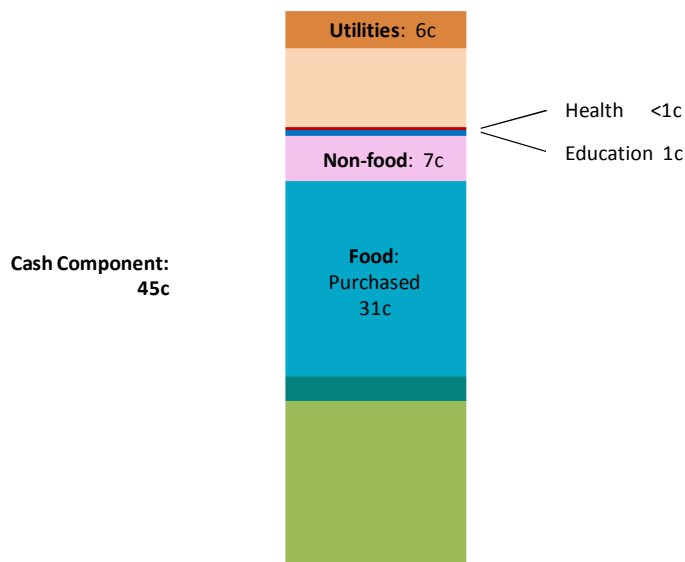 Utilities: 6c
Health <1c
Education 1c
Non-food: 7c
Cash Component:
45c
Food:
Purchased
31c